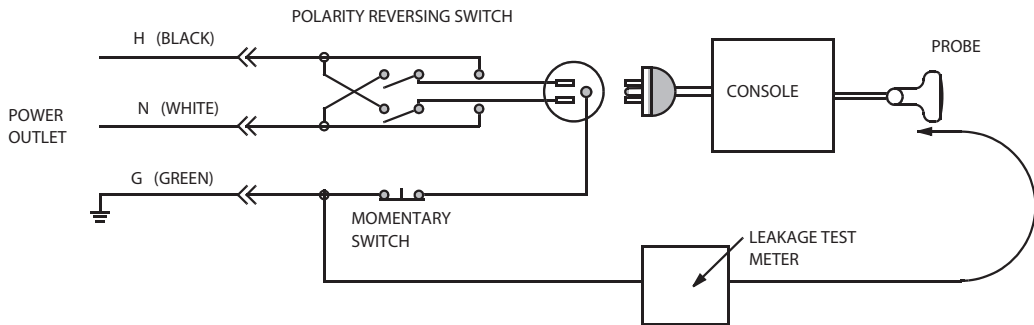 POLARITY REVERSING SWITCH
H (BLACK)
PROBE
CONSOLE
N (WHITE)
POWER
OUTLET
G (GREEN)
MOMENTARY
SWITCH
LEAKAGE TEST
METER